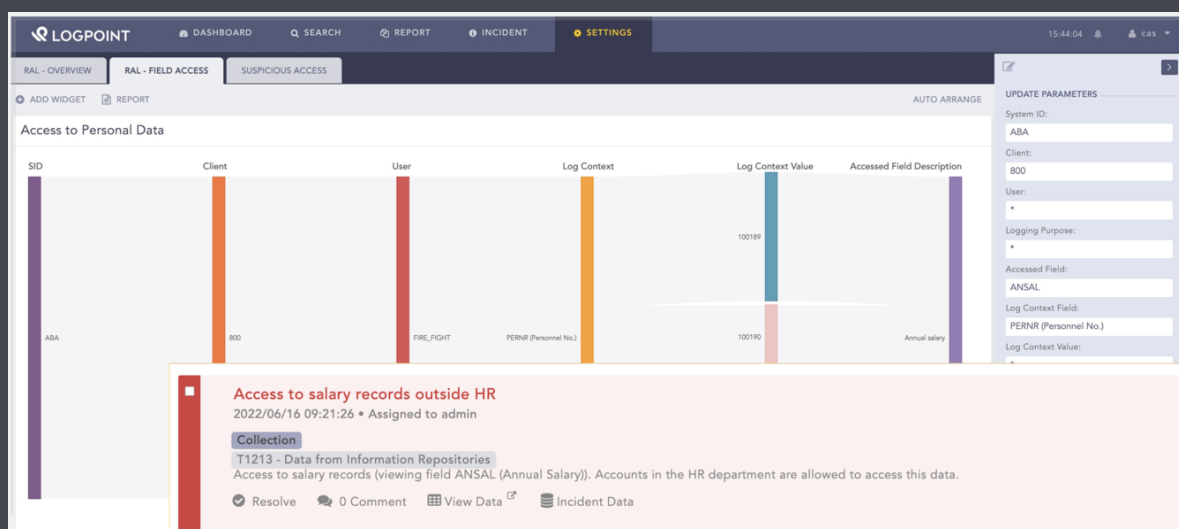 LOGPOINT
DASHBOARD
SEARCH
REPORT
INCIDENT
SETTINGS
15:44:04
cas
RAL - OVERVIEW
RAL - FIELD ACCESS
SUSPICIOUS ACCESS
ADD WIDGET
REPORT
AUTO ARRANGE
Access to Personal Data
SID
Client
User
Log Context
Log Context Value
Accessed Field Description
100189
ABA
800
FIRE_FIGHT
PERNR (Personnel No.)
100190
Annual salary
UPDATE PARAMETERS
System ID:
ABA
Client:
800
User:
*
Logging Purpose:
*
Accessed Field:
ANSAL
Log Context Field:
PERNR (Personnel No.)
Log Context Value:
Access to salary records outside HR
2022/06/16 09:21:26 • Assigned to admin
Collection
T1213 - Data from Information Repositories
Access to salary records (viewing field ANSAL (Annual Salary)). Accounts in the HR department are allowed to access this data.
Resolve
0 Comment
View Data
Incident Data